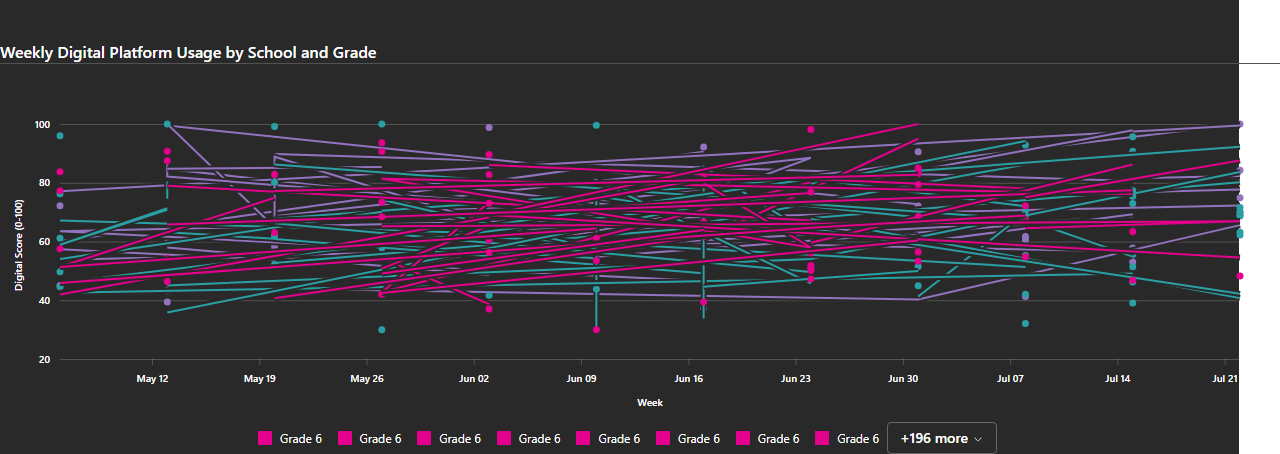 Weekly Digital Platform Usage by School and Grade
Digital Score (0-100)
100
80
60
40
20
May 12 May 19 May 26 Jun 02 Jun 09 Jun 16 Jun 23 Jun 30 Jul 07 Jul 14 Jul 21
Week
Grade 6 Grade 6 Grade 6 Grade 6 Grade 6 Grade 6 Grade 6 Grade 6 +196 more